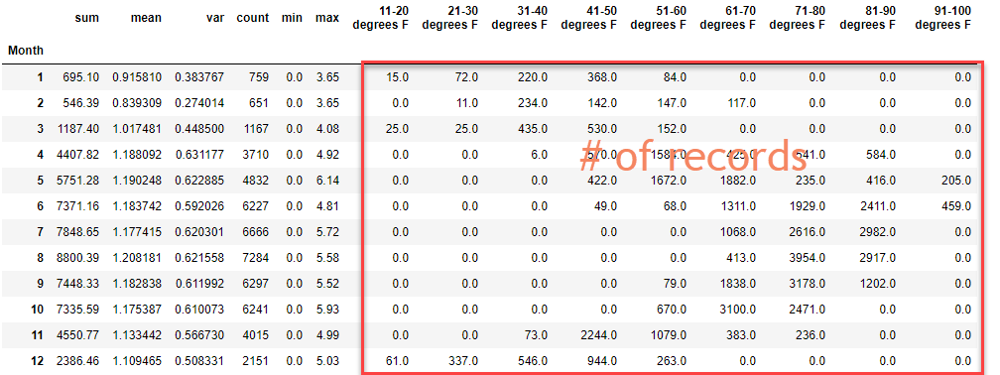 11-20 21-30 31-40 41-50 51-60 61-70 71-80 81-90 91-100
sum mean var count min max degrees F degrees F degrees F degrees F degrees F degrees F degrees F degrees F degrees F
Month
1 695.10 0.915810 0.383767 759 0.0 3.65 15.0 72.0 220.0 368.0 84.0 0.0 0.0 0.0 0.0
2 546.39 0.839309 0.274014 651 0.0 3.65 0.0 11.0 234.0 142.0 147.0 117.0 0.0 0.0 0.0
3 1187.40 1.017481 0.448500 1167 0.0 4.08 25.0 25.0 435.0 530.0 152.0 0.0 0.0 0.0 0.0
4 4407.82 1.188092 0.631177 3710 0.0 4.92 0.0 0.0 6.0 570.0 1584.0 425.0 541.0 584.0 0.0
# of records
5 5751.28 1.190248 0.622885 4832 0.0 6.14 0.0 0.0 0.0 422.0 1672.0 1882.0 235.0 416.0 205.0
6 7371.16 1.183742 0.592026 6227 0.0 4.81 0.0 0.0 0.0 49.0 68.0 1311.0 1929.0 2411.0 459.0
7 7848.65 1.177415 0.620301 6666 0.0 5.72 0.0 0.0 0.0 0.0 0.0 1068.0 2616.0 2982.0 0.0
8 8800.39 1.208181 0.621558 7284 0.0 5.58 0.0 0.0 0.0 0.0 0.0 413.0 3954.0 2917.0 0.0
9 7448.33 1.182838 0.611992 6297 0.0 5.52 0.0 0.0 0.0 0.0 79.0 1838.0 3178.0 1202.0 0.0
10 7335.59 1.175387 0.610073 6241 0.0 5.93 0.0 0.0 0.0 0.0 670.0 3100.0 2471.0 0.0 0.0
11 4550.77 1.133442 0.566730 4015 0.0 4.99 0.0 0.0 73.0 2244.0 1079.0 383.0 236.0 0.0 0.0
12 2386.46 1.109465 0.508331 2151 0.0 5.03 61.0 337.0 546.0 944.0 263.0 0.0 0.0 0.0 0.0